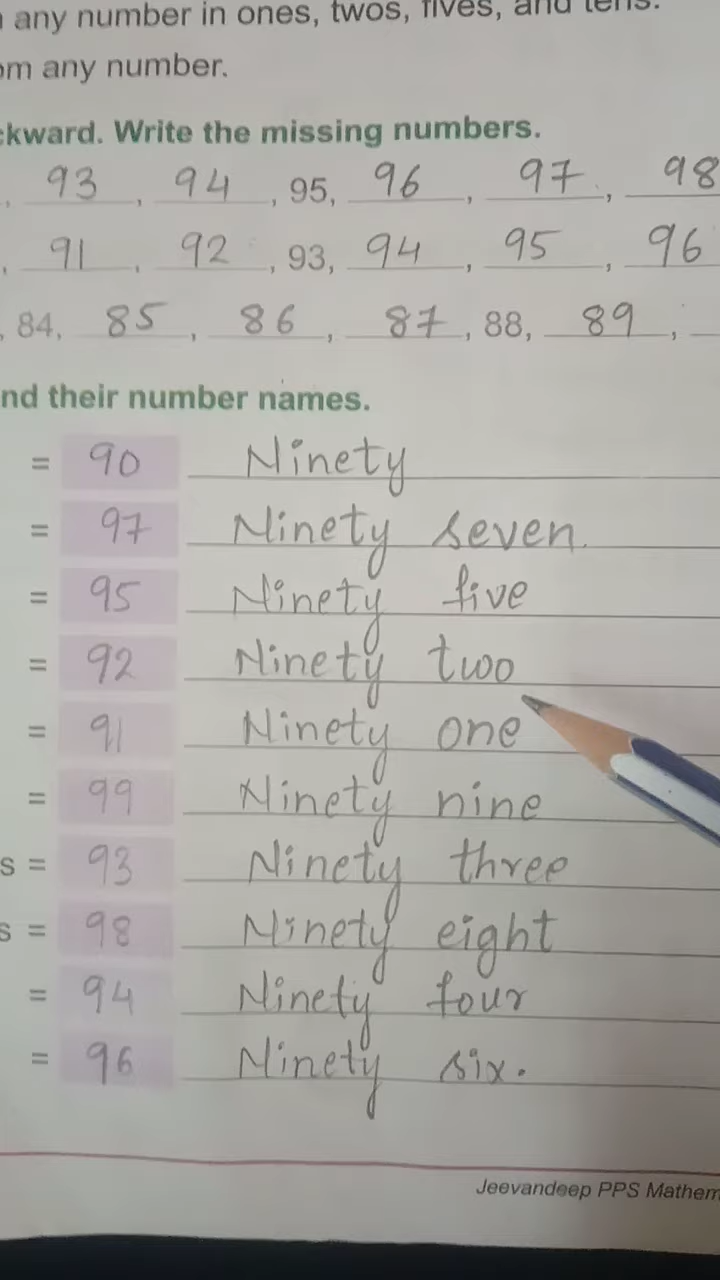 any number in ones, twos, fives, and tens.
om any number.
ckward. Write the missing numbers.
, 93, 94, 95, 96, 97, 98
, 91, 92, 93, 94, 95, 96
, 84, 85, 86, 87, 88, 89,
nd their number names.
= 90 Ninety
= 97 Ninety seven.
= 95 Ninety five
= 92 Ninety two
= 91 Ninety one
= 99 Ninety nine
s = 93 Ninety three
s = 98 Ninety eight
= 94 Ninety four
= 96 Ninety six.
Jeevandeep PPS Mathem